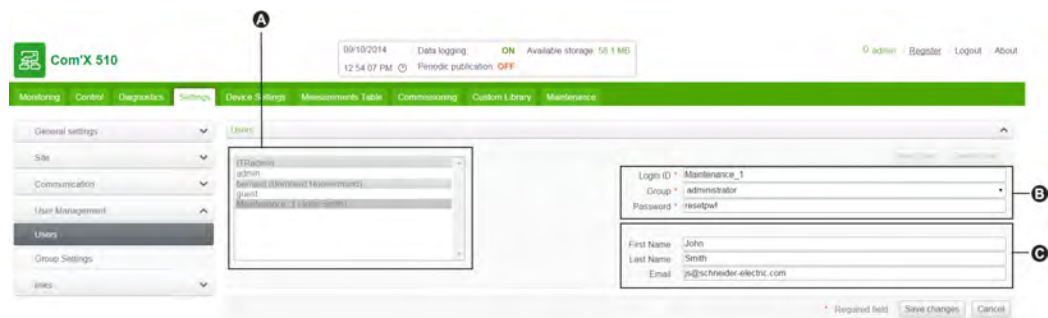 A
Com'X 510
09/10/2014 Data logging: ON Available storage: 58.1 MB
12:54:07 PM Periodic publication: OFF
admin Register Logout About
Monitoring Control Diagnostics Settings Device Settings Measurements Table Commissioning Custom Library Maintenance
General settings
Site
Communication
User Management
Users
Group Settings
links
Users
admin
guest
Login ID * Maintenance_1
Group * administrator
Password *
B
First Name John
Last Name Smith
Email js@schneider-electric.com
C
* Required field Save changes Cancel